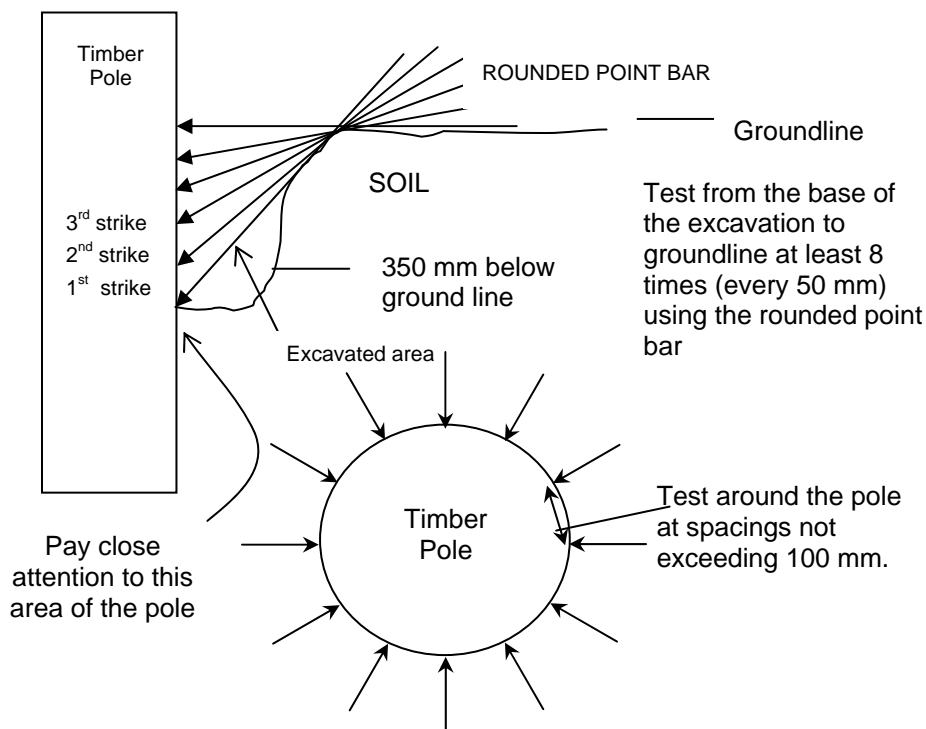 Timber
Pole
ROUNDED POINT BAR
Groundline
SOIL
Test from the base of
the excavation to
groundline at least 8
times (every 50 mm)
using the rounded point
bar
3rd strike
2nd strike
1st strike
350 mm below
ground line
Excavated area
Timber
Pole
Test around the pole
at spacings not
exceeding 100 mm.
Pay close
attention to this
area of the pole